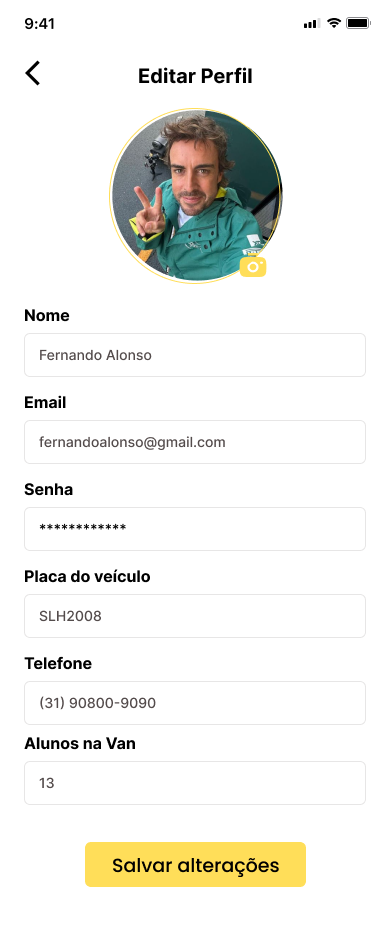 9:41
Editar Perfil
Nome
Fernando Alonso
Email
fernandoalonso@gmail.com
Senha
************
Placa do veículo
SLH2008
Telefone
(31) 90800-9090
Alunos na Van
13
Salvar alterações